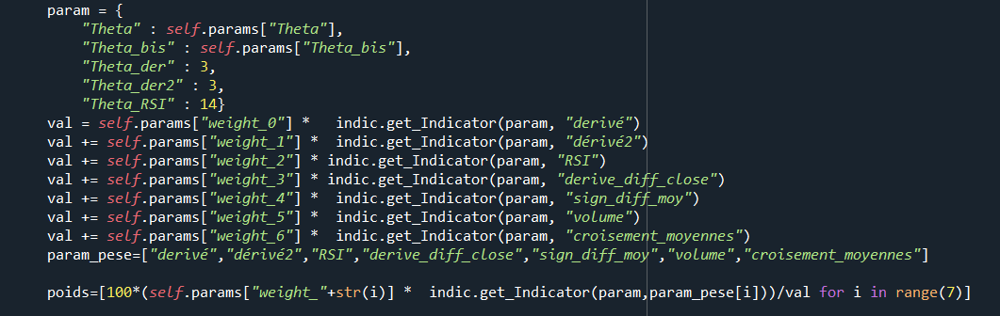 param = {
    "Theta" : self.params["Theta"],
    "Theta_bis" : self.params["Theta_bis"],
    "Theta_der" : 3,
    "Theta_der2" : 3,
    "Theta_RSI" : 14}
val = self.params["weight_0"] *   indic.get_Indicator(param, "derivé")
val += self.params["weight_1"] *  indic.get_Indicator(param, "dérivé2")
val += self.params["weight_2"] * indic.get_Indicator(param, "RSI")
val += self.params["weight_3"] * indic.get_Indicator(param, "derive_diff_close")
val += self.params["weight_4"] *  indic.get_Indicator(param, "sign_diff_moy")
val += self.params["weight_5"] *  indic.get_Indicator(param, "volume")
val += self.params["weight_6"] *  indic.get_Indicator(param, "croisement_moyennes")
param_pese=["derivé","dérivé2","RSI","derive_diff_close","sign_diff_moy","volume","croisement_moyennes"]
poids=[100*(self.params["weight_"+str(i)] *  indic.get_Indicator(param,param_pese[i]))/val for i in range(7)]